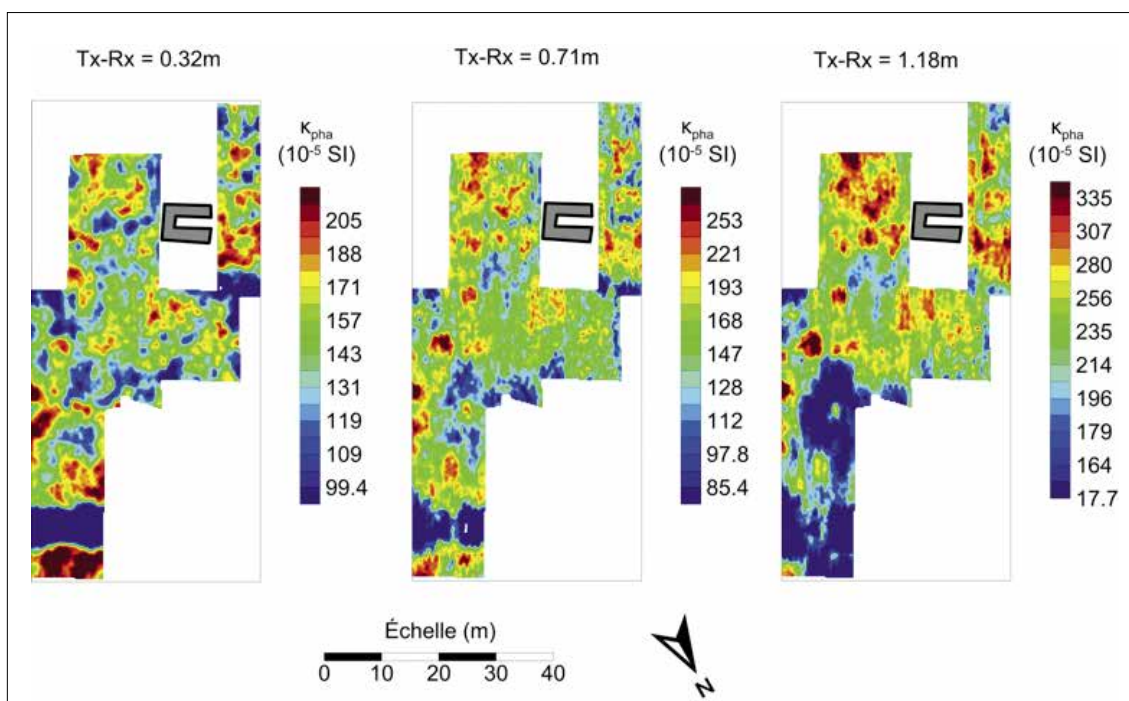 Tx-Rx = 0.32m
Tx-Rx = 0.71m
Tx-Rx = 1.18m
κpha
(10⁻⁵ SI)
205
188
171
157
143
131
119
109
99.4
κpha
(10⁻⁵ SI)
253
221
193
168
147
128
112
97.8
85.4
κpha
(10⁻⁵ SI)
335
307
280
256
235
214
196
179
164
17.7
Échelle (m)
0 10 20 30 40
N